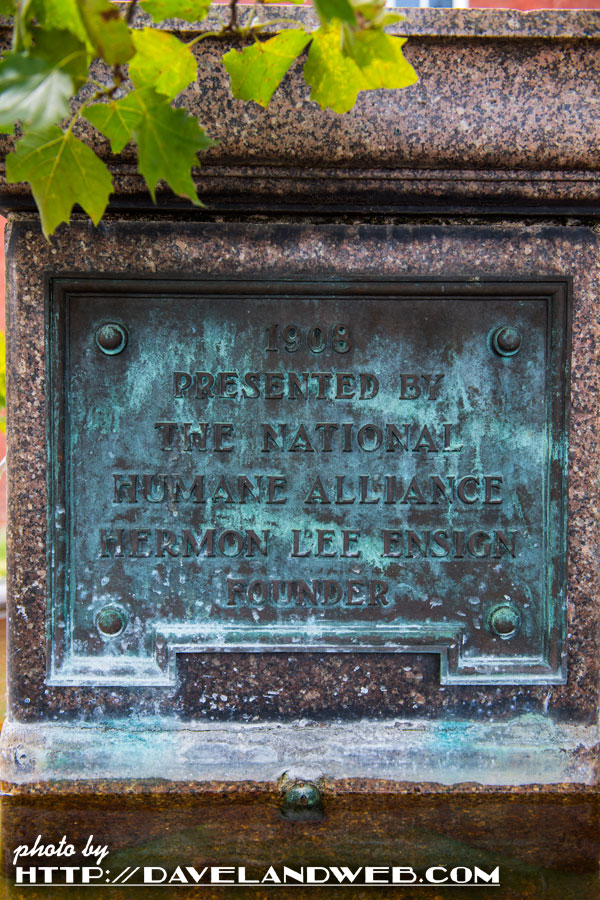 1908
PRESENTED BY
THE NATIONAL
HUMANE ALLIANCE
HERMON LEE ENSIGN
FOUNDER
photo by
HTTP://DAVELANDWEB.COM